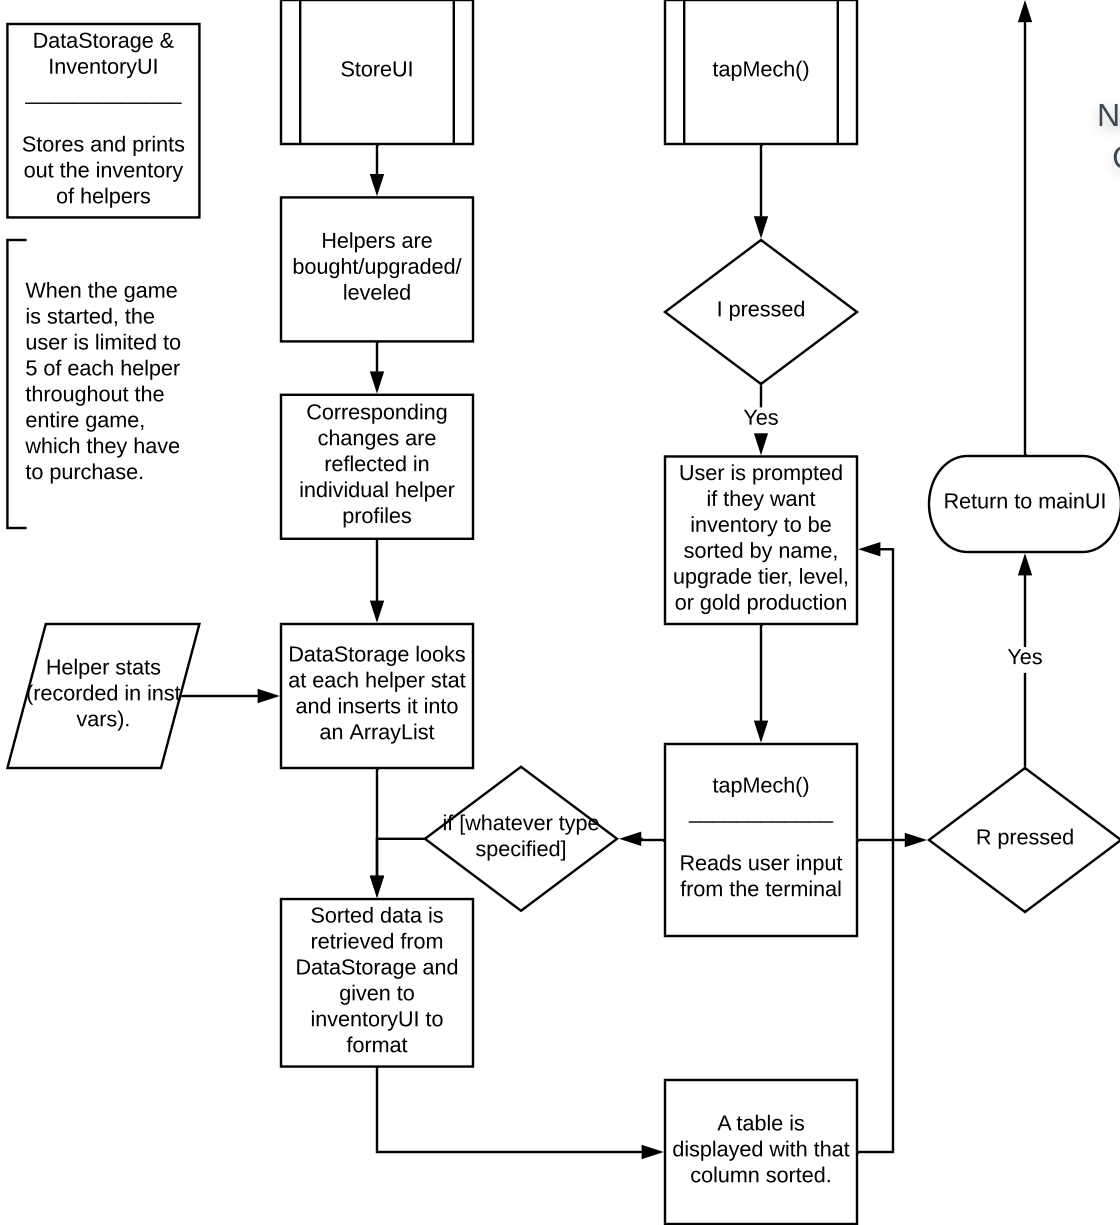 DataStorage &
InventoryUI
_____________
Stores and prints
out the inventory
of helpers
When the game
is started, the
user is limited to
5 of each helper
throughout the
entire game,
which they have
to purchase.
Helper stats
(recorded in inst
vars).
StoreUI
Helpers are
bought/upgraded/
leveled
Corresponding
changes are
reflected in
individual helper
profiles
DataStorage looks
at each helper stat
and inserts it into
an ArrayList
if [whatever type
specified]
Sorted data is
retrieved from
DataStorage and
given to
inventoryUI to
format
tapMech()
I pressed
Yes
User is prompted
if they want
inventory to be
sorted by name,
upgrade tier, level,
or gold production
tapMech()
____________
Reads user input
from the terminal
A table is
displayed with that
column sorted.
R pressed
Yes
Return to mainUI